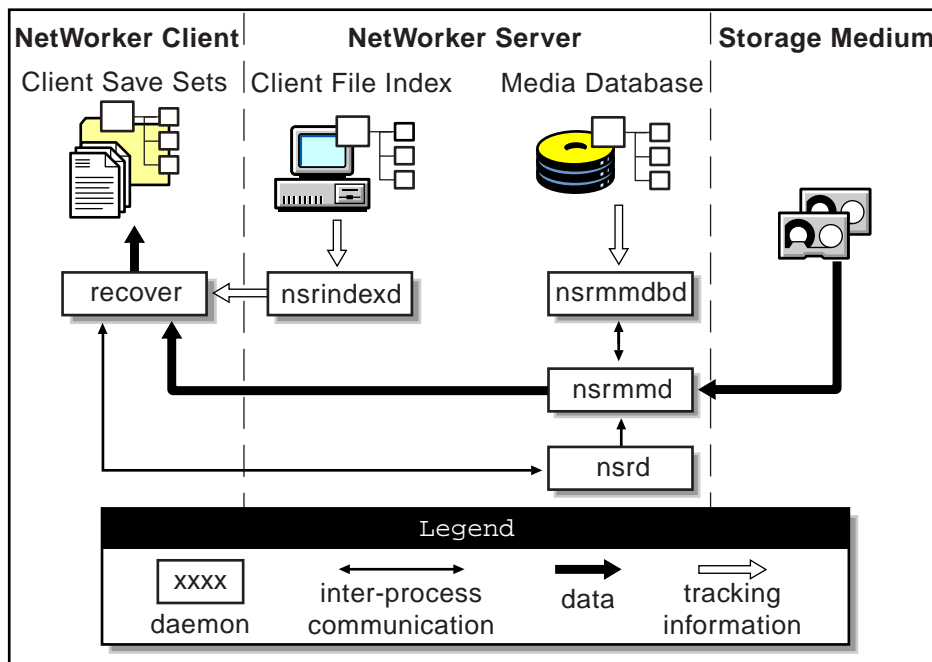 NetWorker Client
NetWorker Server
Storage Medium
Client Save Sets
Client File Index
Media Database
recover
nsrindexd
nsrmmdbd
nsrmmd
nsrd
Legend
xxxx
daemon
inter-process
communication
data
tracking
information